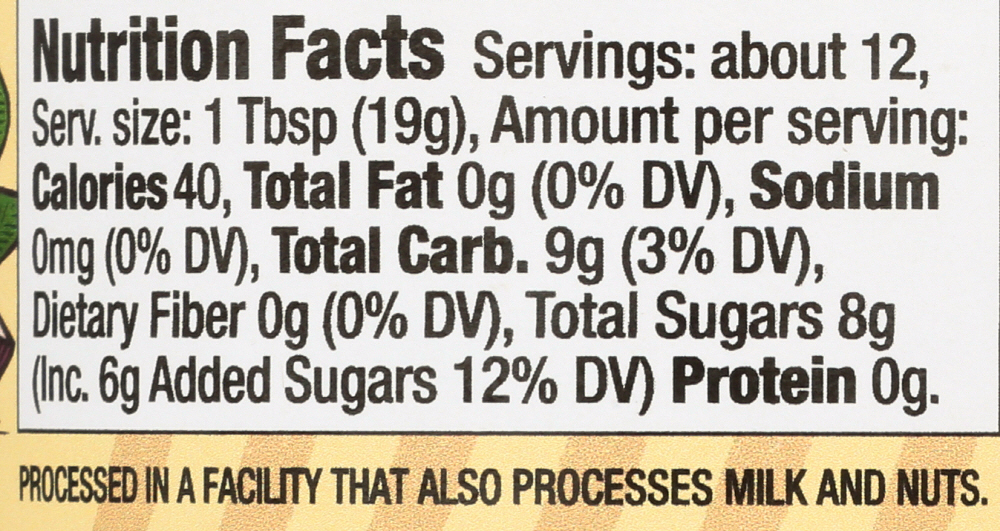 Nutrition Facts Servings: about 12,
Serv. size: 1 Tbsp (19g), Amount per serving:
Calories 40, Total Fat 0g (0% DV), Sodium
0mg (0% DV), Total Carb. 9g (3% DV),
Dietary Fiber 0g (0% DV), Total Sugars 8g
(Inc. 6g Added Sugars 12% DV) Protein 0g.
PROCESSED IN A FACILITY THAT ALSO PROCESSES MILK AND NUTS.